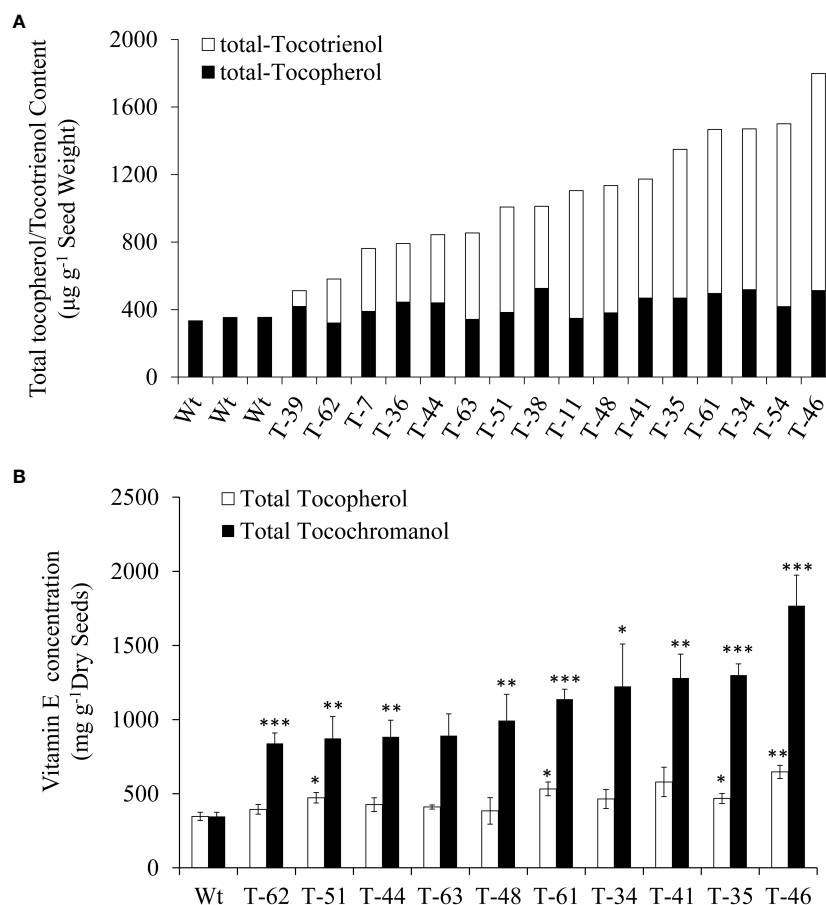 A
2000
1600
1200
800
400
0
Total tocopherol/Tocotrienol Content
(µg g-1 Seed Weight)
total-Tocotrienol
total-Tocopherol
Wt Wt Wt T-39 T-62 T-7 T-36 T-44 T-63 T-51 T-38 T-11 T-48 T-41 T-35 T-61 T-34 T-54 T-46
B
2500
2000
1500
1000
500
0
Vitamin E concentration
(mg g-1Dry Seeds)
Total Tocopherol
Total Tocochromanol
***
*
**
**
**
*
***
*
**
*
***
**
***
Wt T-62 T-51 T-44 T-63 T-48 T-61 T-34 T-41 T-35 T-46